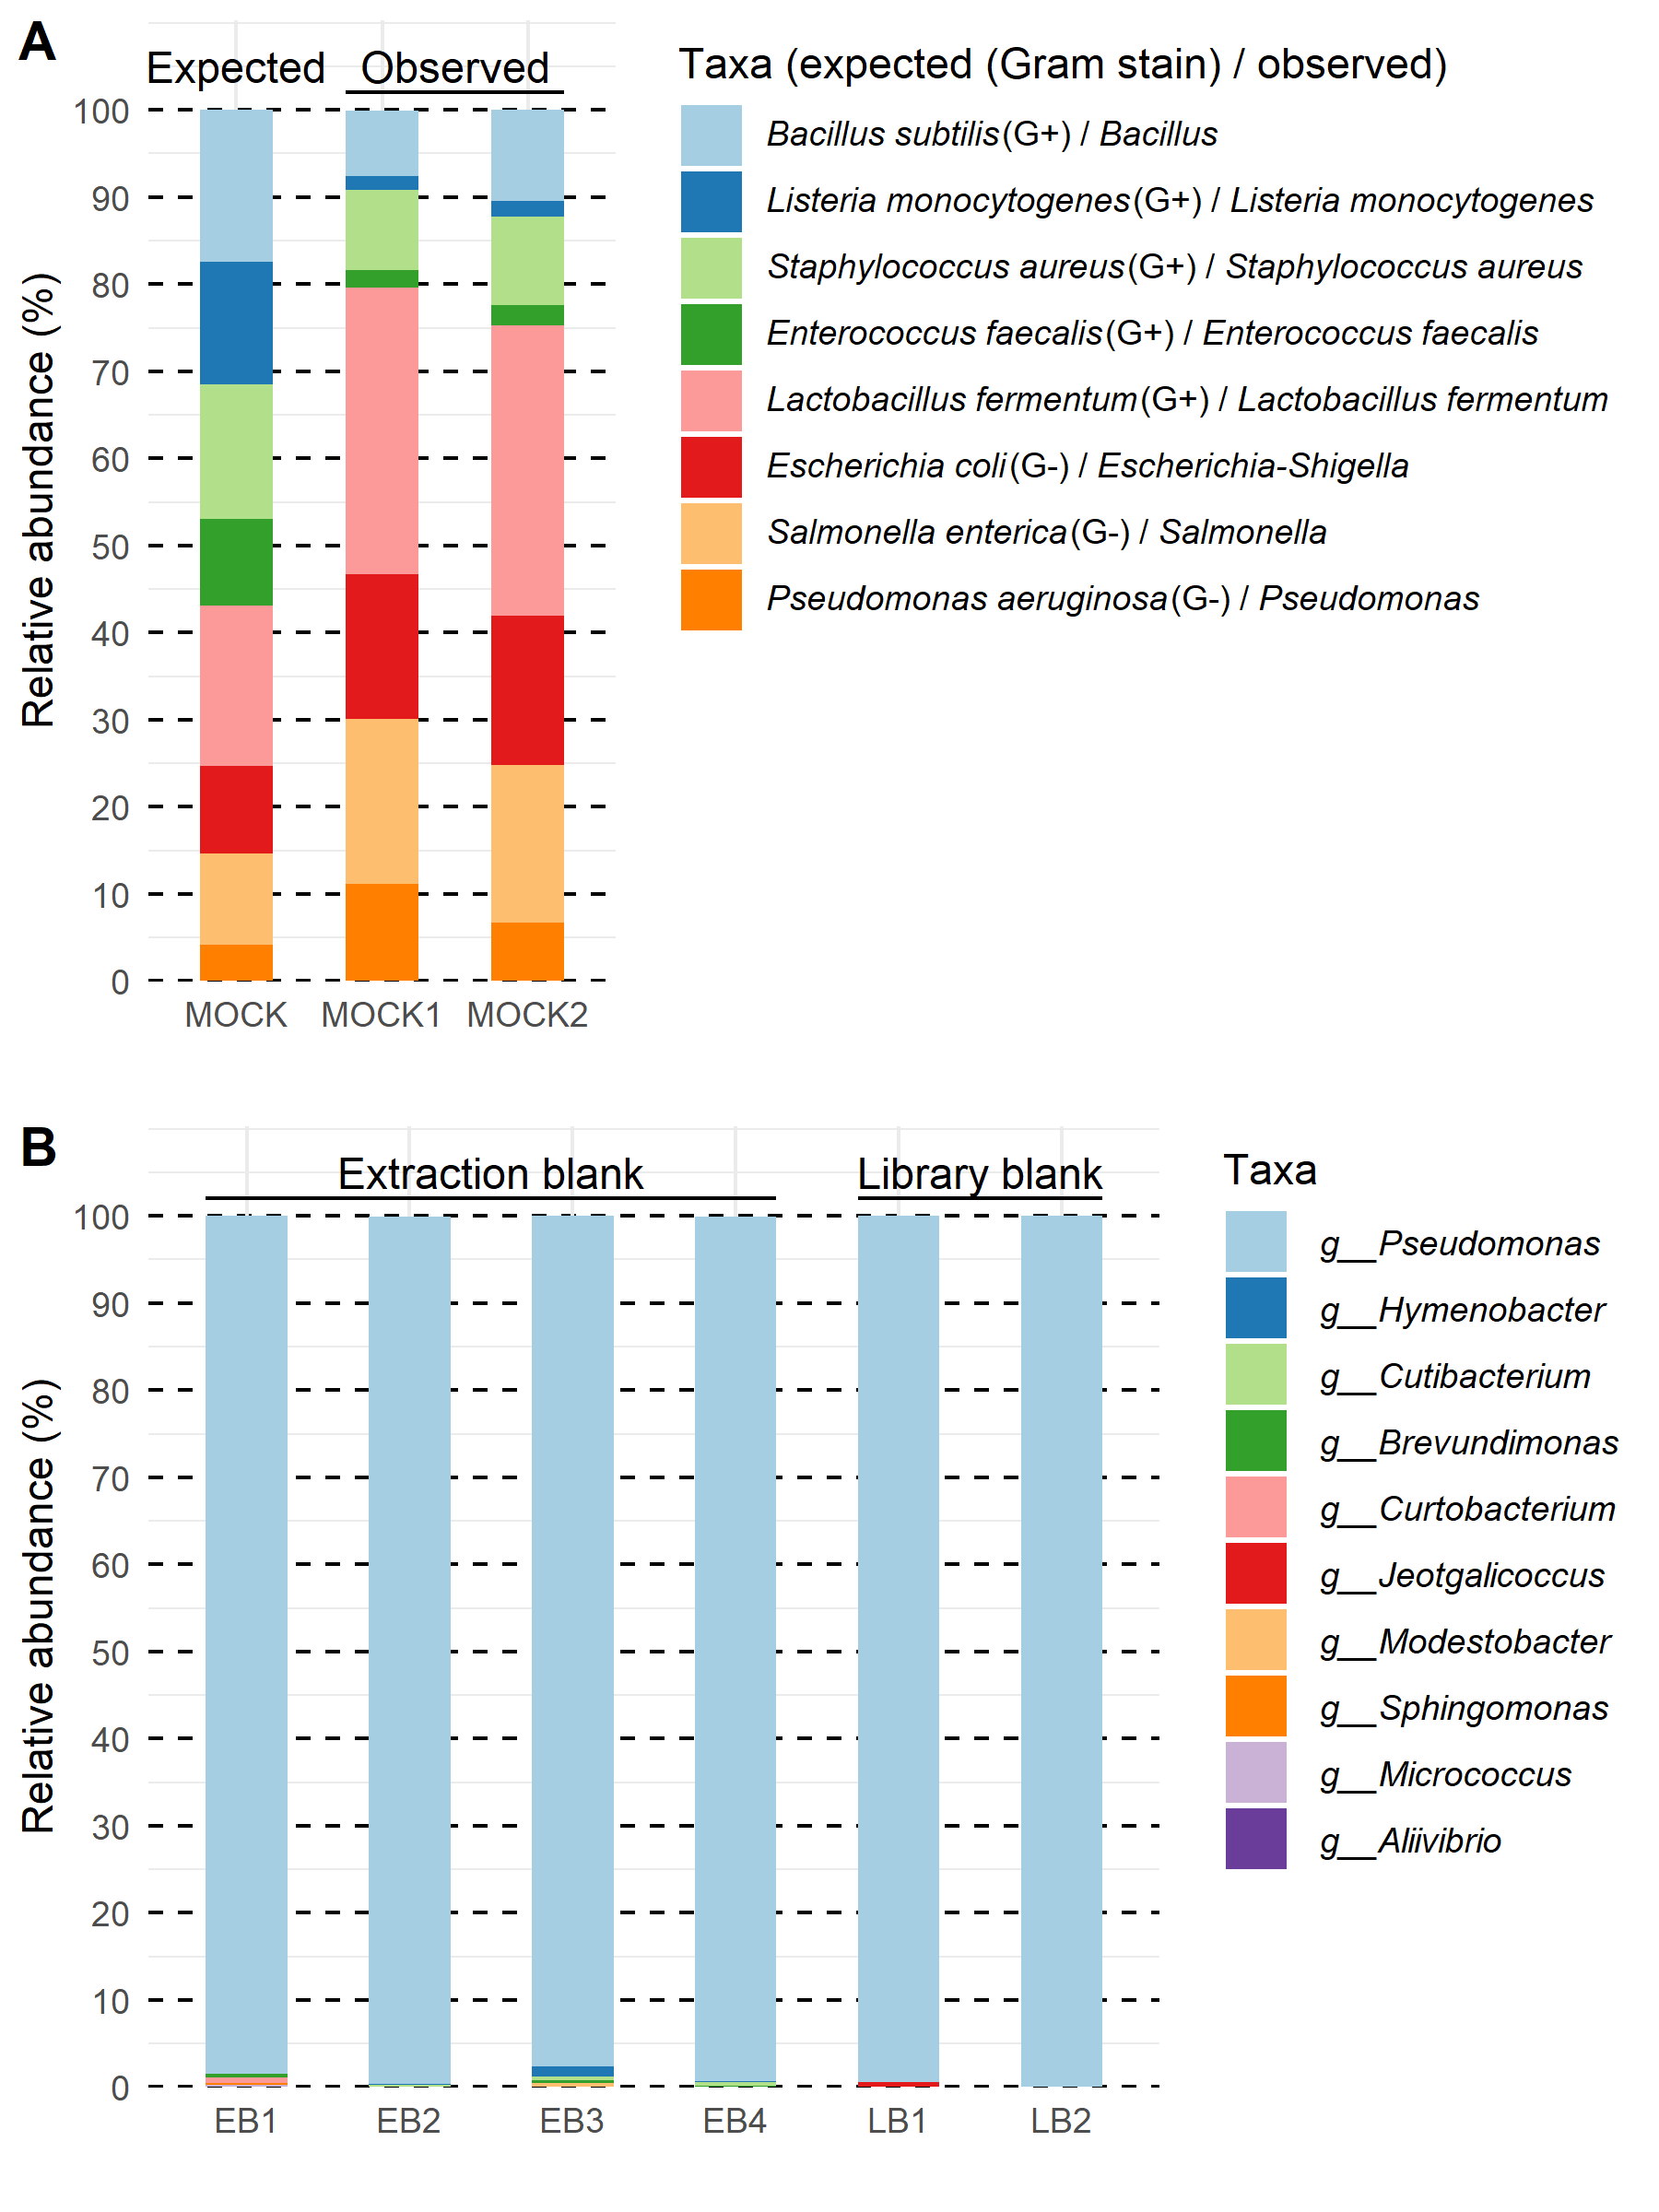 A
Expected
Observed
Taxa (expected (Gram stain) / observed)
Relative abundance (%)
100
90
80
70
60
50
40
30
20
10
0
MOCK
MOCK1
MOCK2
Bacillus subtilis(G+) / Bacillus
Listeria monocytogenes(G+) / Listeria monocytogenes
Staphylococcus aureus(G+) / Staphylococcus aureus
Enterococcus faecalis(G+) / Enterococcus faecalis
Lactobacillus fermentum(G+) / Lactobacillus fermentum
Escherichia coli(G-) / Escherichia-Shigella
Salmonella enterica(G-) / Salmonella
Pseudomonas aeruginosa(G-) / Pseudomonas
B
Extraction blank
Library blank
Taxa
Relative abundance (%)
100
90
80
70
60
50
40
30
20
10
0
EB1
EB2
EB3
EB4
LB1
LB2
g__Pseudomonas
g__Hymenobacter
g__Cutibacterium
g__Brevundimonas
g__Curtobacterium
g__Jeotgalicoccus
g__Modestobacter
g__Sphingomonas
g__Micrococcus
g__Aliivibrio